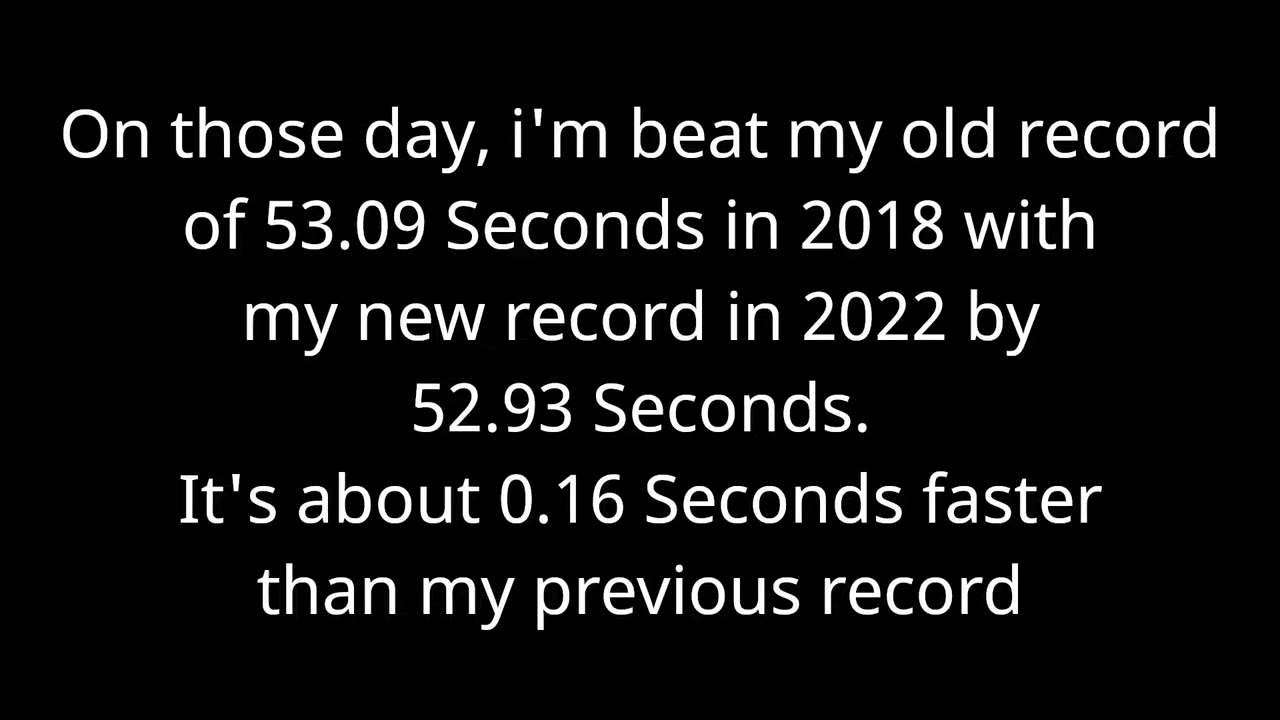 On those day, i'm beat my old record
of 53.09 Seconds in 2018 with
my new record in 2022 by
52.93 Seconds.
It's about 0.16 Seconds faster
than my previous record